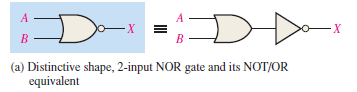 A
B
X
≡
A
B
X
(a) Distinctive shape, 2-input NOR gate and its NOT/OR
equivalent